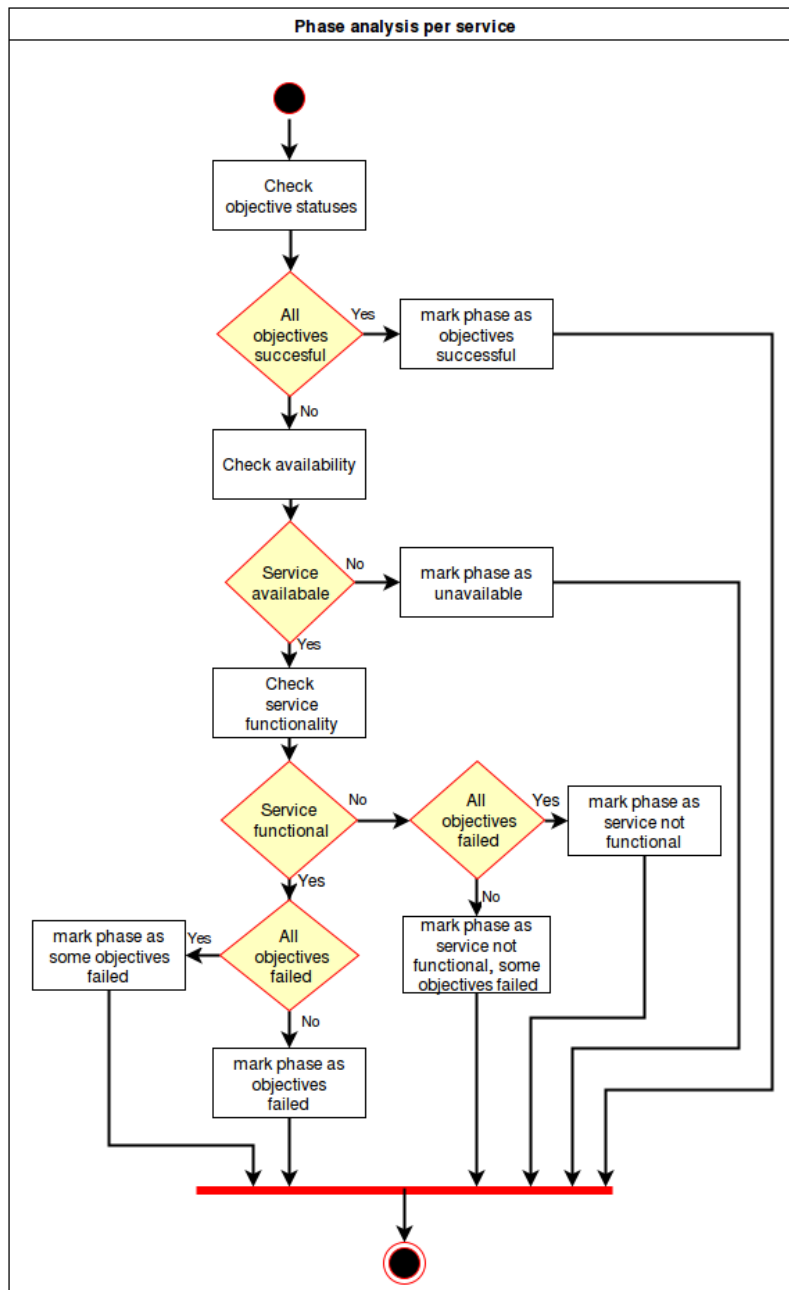 Phase analysis per service
Check
objective statuses
All
objectives
succesful
Yes
mark phase as
objectives
successful
No
Check availability
Service
availabale
No
mark phase as
unavailable
Yes
Check
service
functionality
Service
functional
No
All
objectives
failed
Yes
mark phase as
service not
functional
Yes
No
mark phase as
service not
functional, some
objectives failed
All
objectives
failed
Yes
mark phase as
some objectives
failed
No
mark phase as
objectives
failed